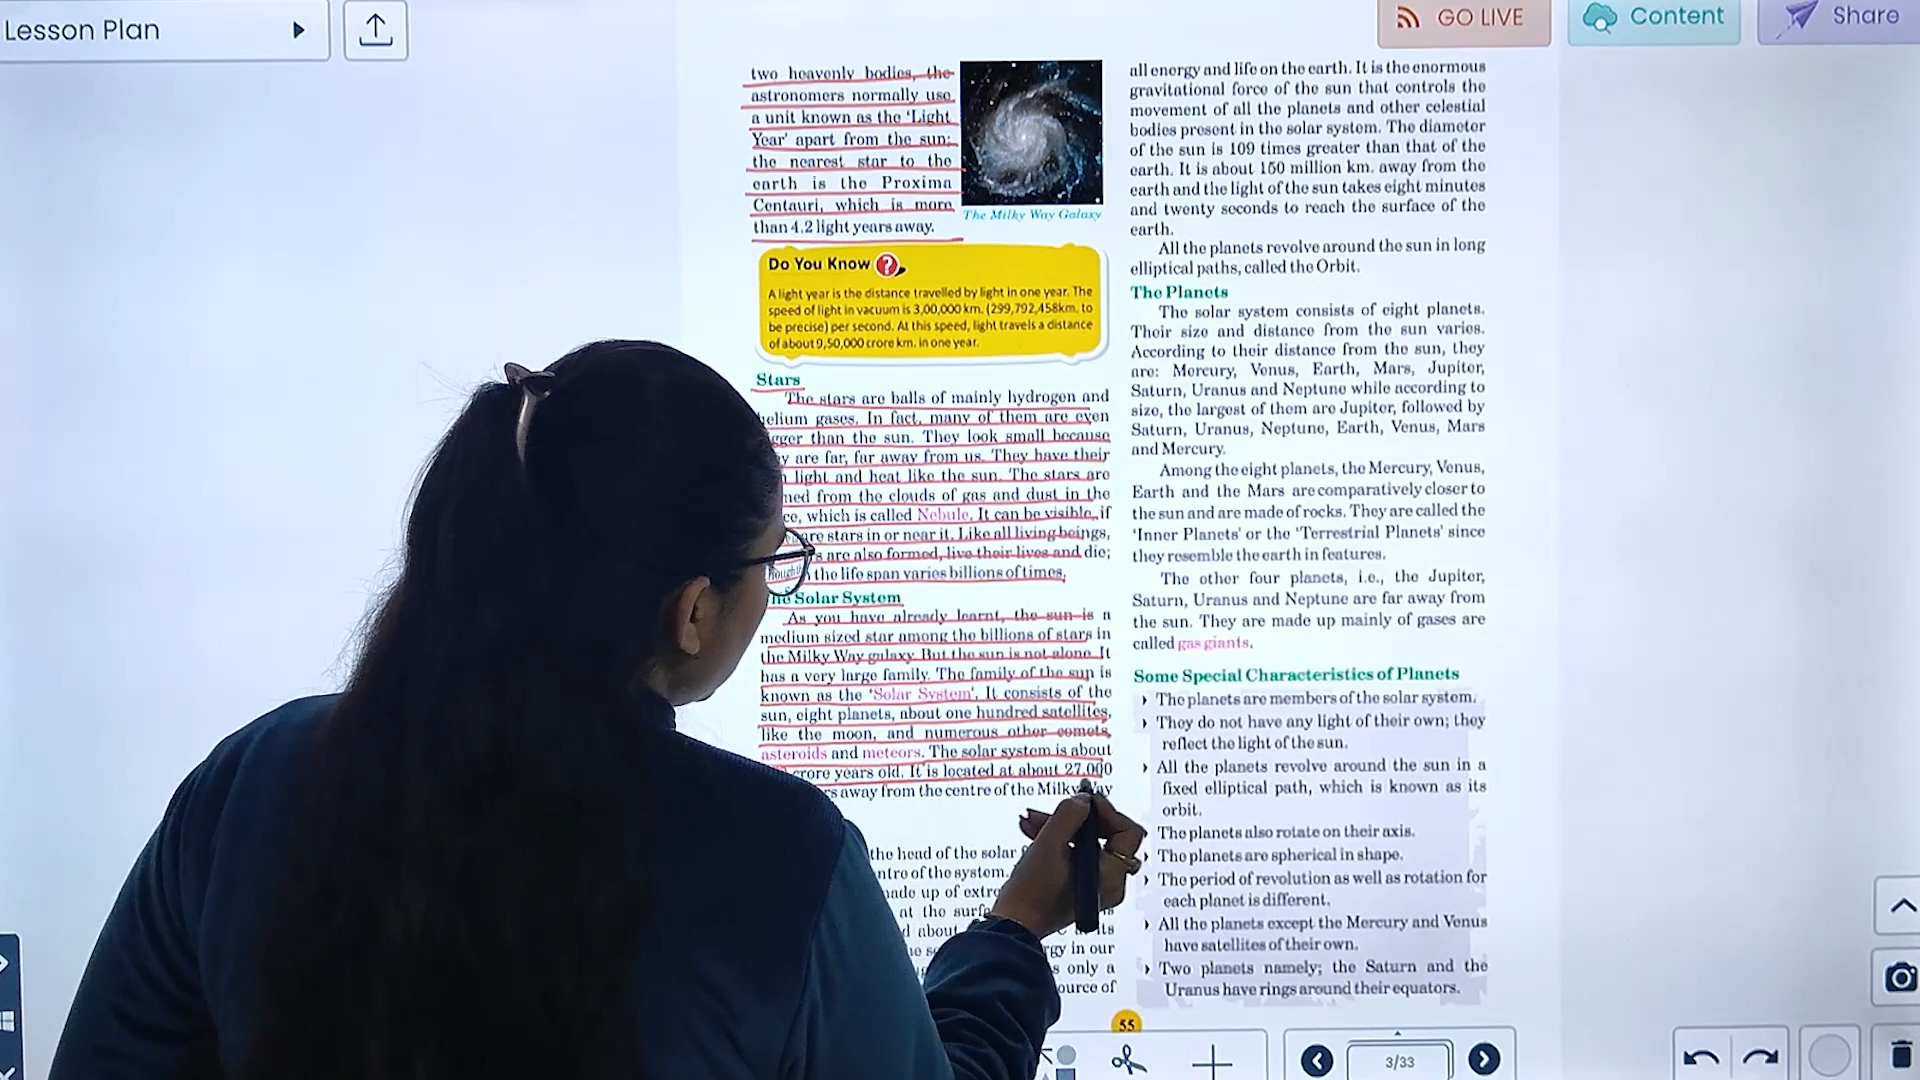 Lesson Plan
GO LIVE
Content
Share
two heavenly bodies, the
astronomers normally use
a unit known as the 'Light
Year' apart from the sun;
the nearest star to the
earth is the Proxima
Centauri, which is more
than 4.2 light years away.
The Milky Way Galaxy
Do You Know ?
A light year is the distance travelled by light in one year. The
speed of light in vacuum is 3,00,000 km. (299,792,458km. to
be precise) per second. At this speed, light travels a distance
of about 9,50,000 crore km. in one year.
Stars
The stars are balls of mainly hydrogen and
elium gases. In fact, many of them are even
gger than the sun. They look small because
y are far, far away from us. They have their
light and heat like the sun. The stars are
med from the clouds of gas and dust in the
ce, which is called Nebule. It can be visible, if
are stars in or near it. Like all living beings,
s are also formed, live their lives and die;
though the life span varies billions of times.
The Solar System
As you have already learnt, the sun is a
medium sized star among the billions of stars in
the Milky Way galaxy. But the sun is not alone. It
has a very large family. The family of the sun is
known as the 'Solar System'. It consists of the
sun, eight planets, about one hundred satellites,
like the moon, and numerous other comets,
asteroids and meteors. The solar system is about
crore years old. It is located at about 27,000
rs away from the centre of the Milky Way
the head of the solar
ntre of the system.
ade up of extre
at the surfa
d about its
rgy in our
s only a
ource of
all energy and life on the earth. It is the enormous
gravitational force of the sun that controls the
movement of all the planets and other celestial
bodies present in the solar system. The diameter
of the sun is 109 times greater than that of the
earth. It is about 150 million km. away from the
earth and the light of the sun takes eight minutes
and twenty seconds to reach the surface of the
earth.
All the planets revolve around the sun in long
elliptical paths, called the Orbit.
The Planets
The solar system consists of eight planets.
Their size and distance from the sun varies.
According to their distance from the sun, they
are: Mercury, Venus, Earth, Mars, Jupiter,
Saturn, Uranus and Neptune while according to
size, the largest of them are Jupiter, followed by
Saturn, Uranus, Neptune, Earth, Venus, Mars
and Mercury.
Among the eight planets, the Mercury, Venus,
Earth and the Mars are comparatively closer to
the sun and are made of rocks. They are called the
'Inner Planets' or the 'Terrestrial Planets' since
they resemble the earth in features.
The other four planets, i.e., the Jupiter,
Saturn, Uranus and Neptune are far away from
the sun. They are made up mainly of gases are
called gas giants.
Some Special Characteristics of Planets
The planets are members of the solar system.
They do not have any light of their own; they
reflect the light of the sun.
All the planets revolve around the sun in a
fixed elliptical path, which is known as its
orbit.
The planets also rotate on their axis.
The planets are spherical in shape.
The period of revolution as well as rotation for
each planet is different.
All the planets except the Mercury and Venus
have satellites of their own.
Two planets namely; the Saturn and the
Uranus have rings around their equators.
55
3/33